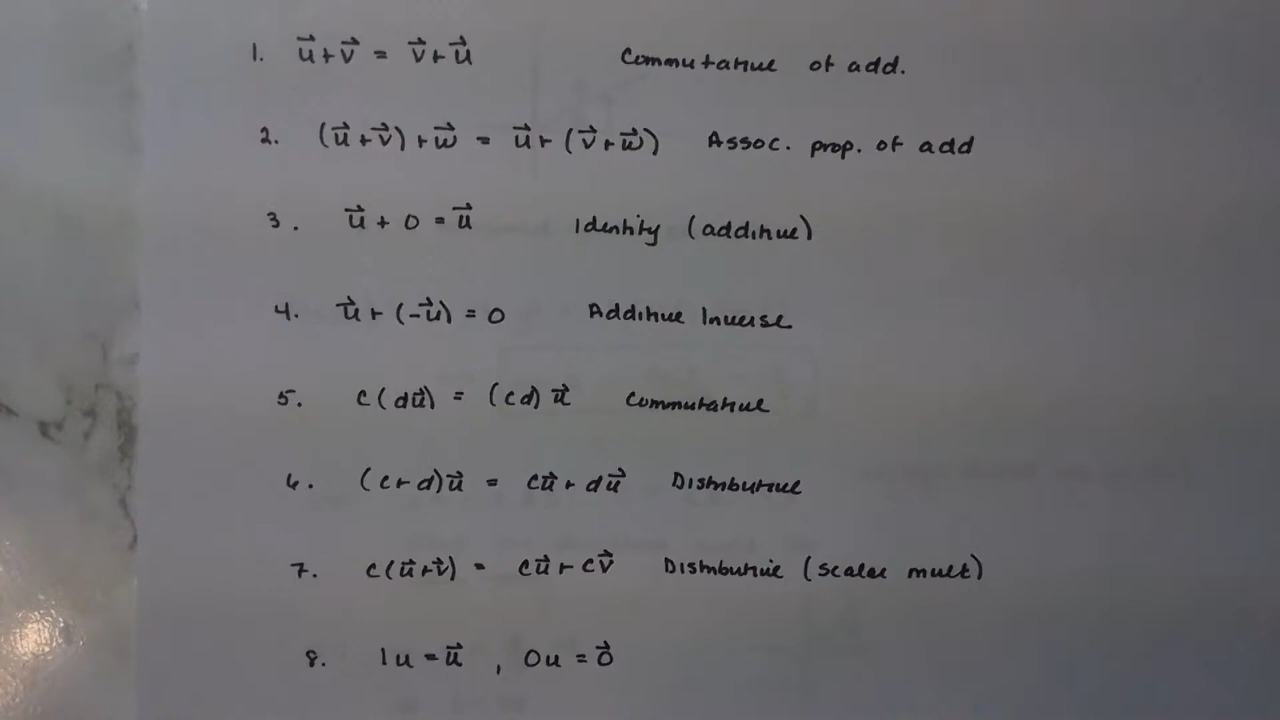 1. u⃗+v⃗ = v⃗+u⃗ Commutative of add.
2. (u⃗+v⃗)+w⃗ = u⃗+(v⃗+w⃗) Assoc. prop. of add
3. u⃗ + 0 = u⃗ Identity (additive)
4. u⃗+(-u⃗) = 0 Additive Inverse
5. c(du⃗) = (cd)u⃗ Commutative
6. (c+d)u⃗ = cu⃗+du⃗ Distributive
7. c(u⃗+v⃗) = cu⃗+cv⃗ Distributive (scalar mult)
8. 1u = u⃗ , 0u = 0⃗